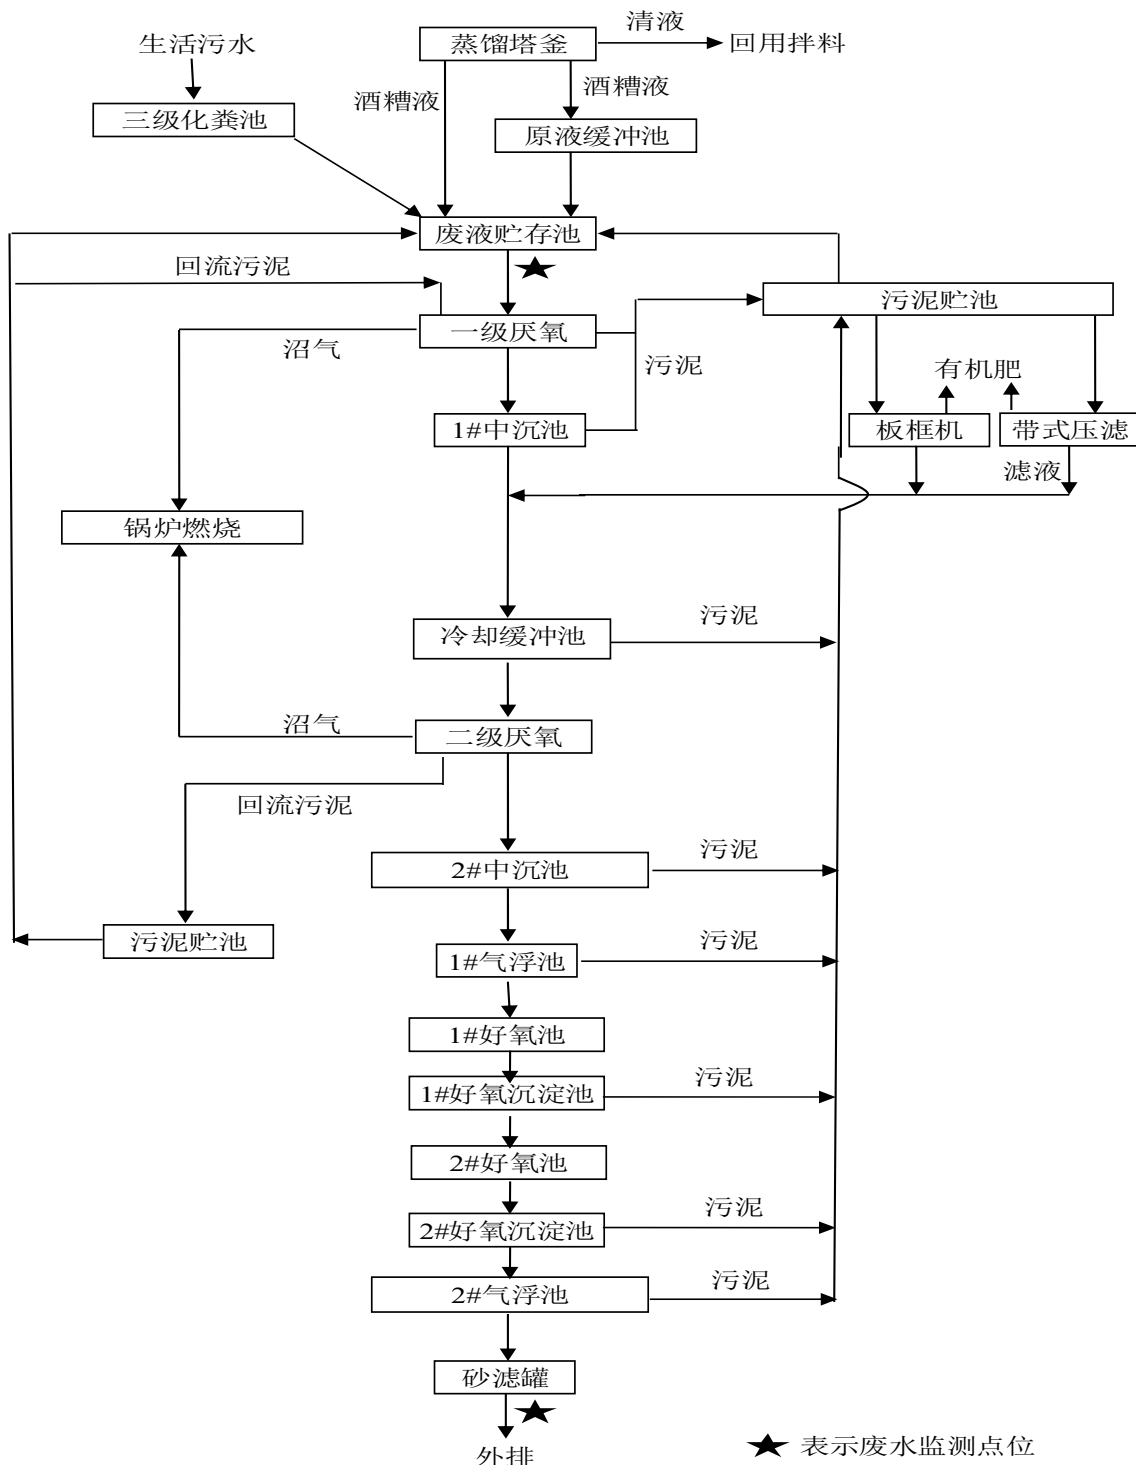 清液
生活污水
蒸馏塔釜
回用拌料
酒糟液
酒糟液
三级化粪池
原液缓冲池
废液贮存池
回流污泥
污泥贮池
一级厌氧
沼气
污泥
有机肥
1#中沉池
板框机
带式压滤
滤液
锅炉燃烧
污泥
冷却缓冲池
沼气
二级厌氧
回流污泥
污泥
2#中沉池
污泥贮池
污泥
1#气浮池
1#好氧池
污泥
1#好氧沉淀池
2#好氧池
污泥
2#好氧沉淀池
污泥
2#气浮池
砂滤罐
外排
表示废水监测点位